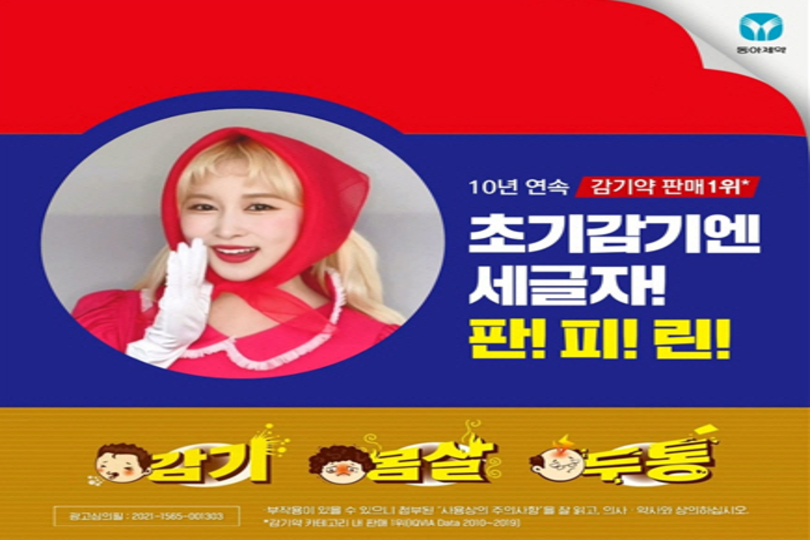 동아제약
10년 연속 감기약 판매1위*
초기감기엔
세글자!
판! 피! 린!
감기 몸살 두통
광고심의필 : 2021-1565-001303
·부작용이 있을 수 있으니 첨부된 '사용상의 주의사항'을 잘 읽고, 의사 · 약사와 상의하십시오.
*감기약 카테고리 내 판매 1위(IQVIA Data 2010~2019)